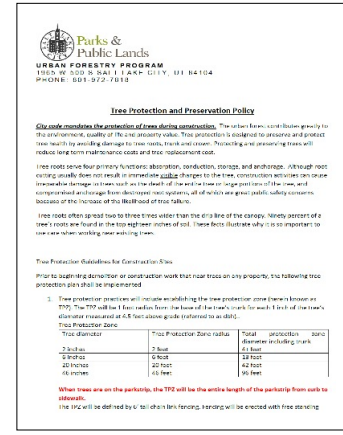 Parks &
Public Lands
URBAN FORESTRY PROGRAM
1965 W 500 S SALT LAKE CITY, UT 84104
PHONE: 801-972-7818
Tree Protection and Preservation Policy
City code mandates the protection of trees during construction. The urban forest contributes greatly to
the environment, quality of life and property value. Tree protection is designed to preserve and protect
tree health by avoiding damage to tree roots, trunk and crown. Protecting and preserving trees will
reduce long term maintenance costs and tree replacement cost.
Tree roots serve four primary functions: absorption, conduction, storage, and anchorage. Although root
cutting usually does not result in immediate visible changes to the tree, construction activities can cause
irreparable damage to trees such as the death of the entire tree or large portions of the tree, and
compromised anchorage from destroyed root systems, all of which are great public safety concerns
because of the increase of the likelihood of tree failure.
Tree roots often spread two to three times wider than the drip line of the canopy. Ninety percent of a
tree's roots are found in the top eighteen inches of soil. These facts illustrate why it is so important to
use care when working near existing trees.
Tree Protection Guidelines for Construction Sites
Prior to beginning demolition or construction work that near trees on any property, the following tree
protection plan shall be implemented
1. Tree protection practices will include establishing the tree protection zone (herein known as
TPZ). The TPZ will be 1 foot radius from the base of the tree's trunk for each 1 inch of the tree's
diameter measured at 4.5 feet above grade (referred to as dbh).
Tree Protection Zone
Tree diameter Tree Protection Zone radius Total protection zone
diameter including trunk
2 inches 2 feet
6 inches 6 feet
20 inches 20 feet 42 feet
46 inches 46 feet 96 feet
When trees are on the parkstrip, the TPZ will be the entire length of the parkstrip from curb to
sidewalk.
The TPZ will be defined by 6' tall chain link fencing. Fencing will be erected with free standing